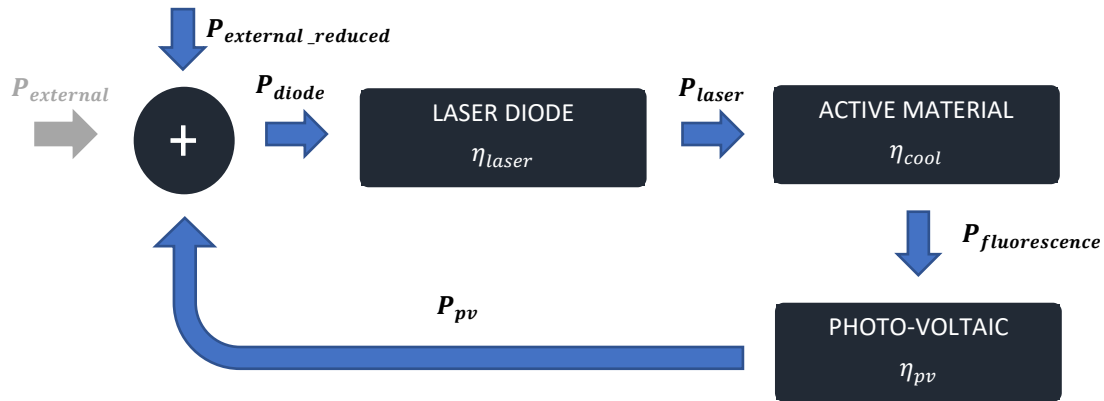 P_external_reduced
P_external
P_diode
+
LASER DIODE
η_laser
P_laser
ACTIVE MATERIAL
η_cool
P_fluorescence
P_pv
PHOTO-VOLTAIC
η_pv